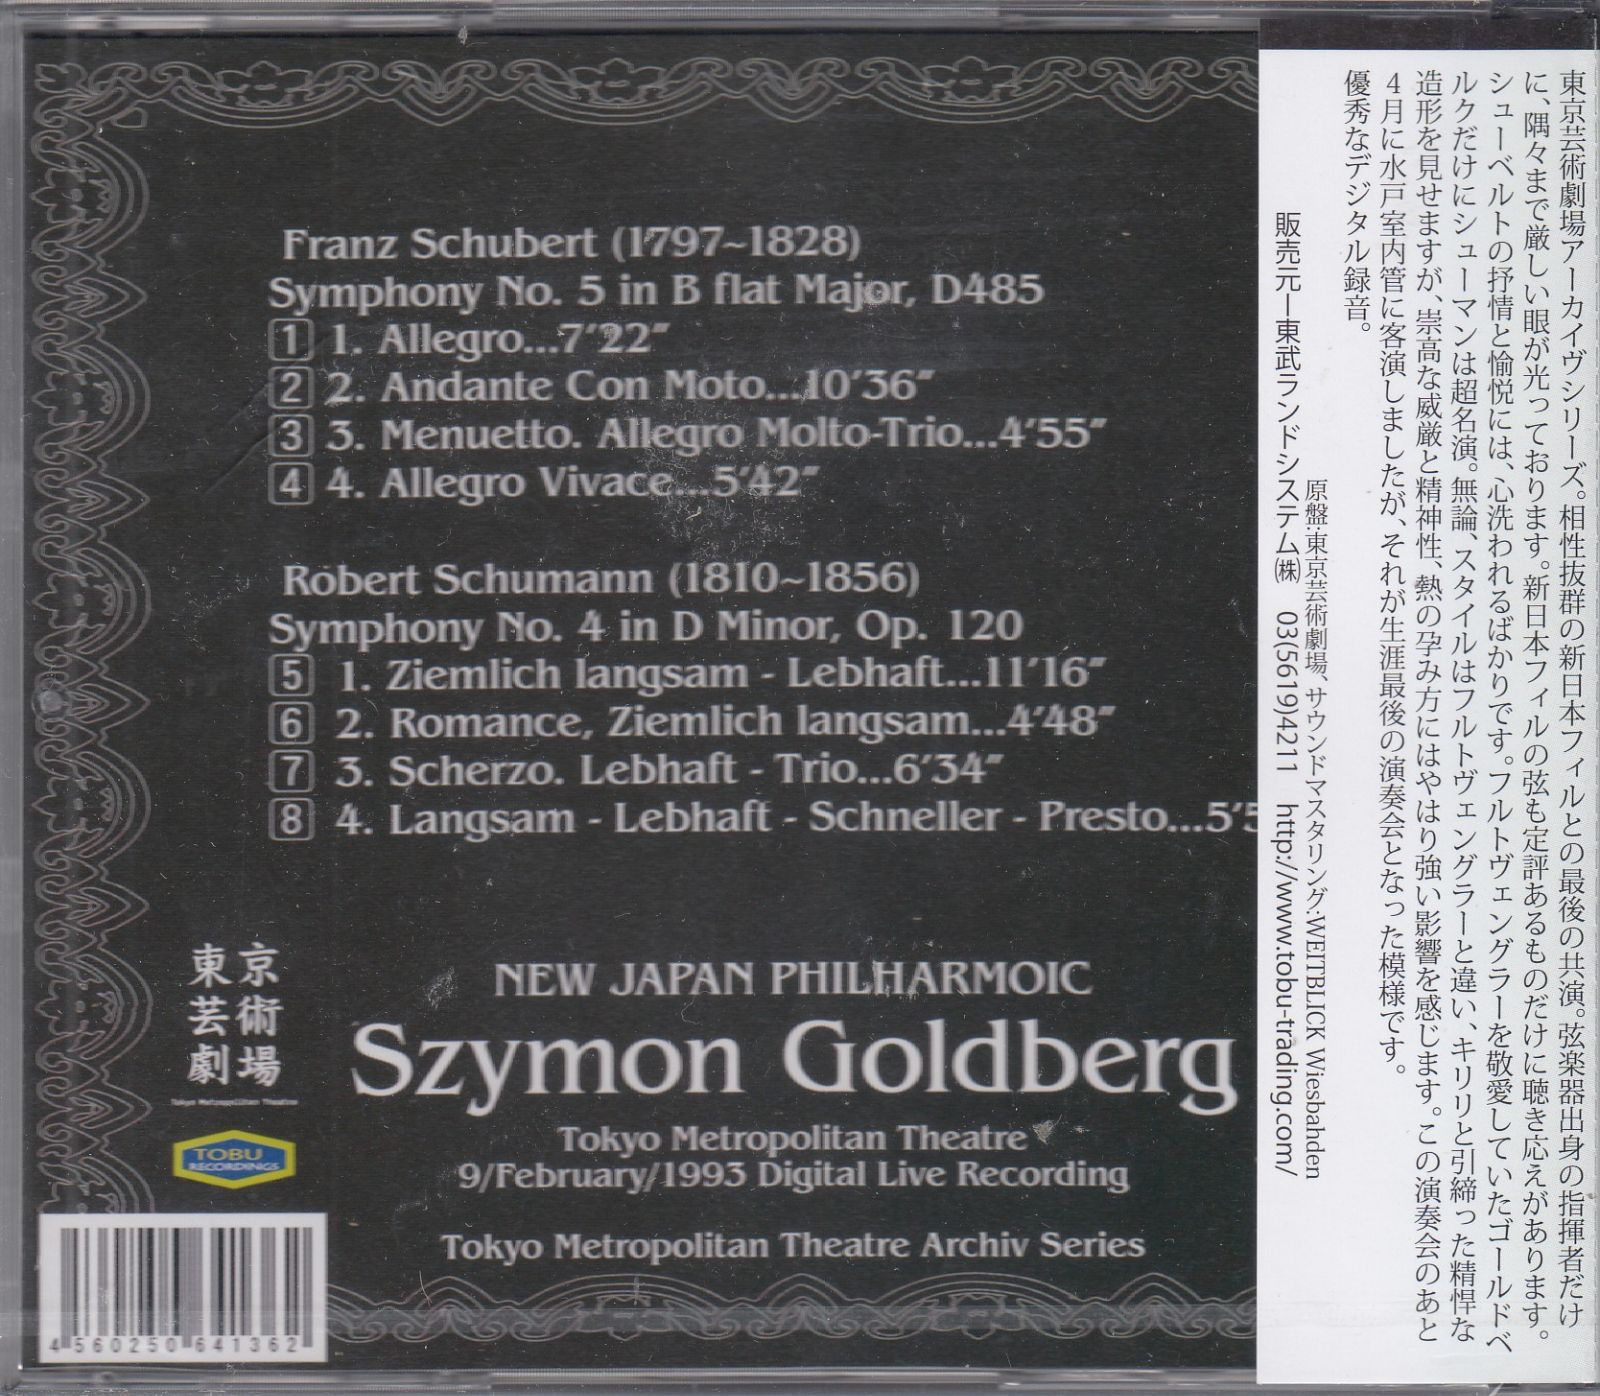 Franz Schubert (1797~1828)
Symphony No. 5 in B flat Major, D485
1 1. Allegro...7'22"
2 2. Andante Con Moto...10'36"
3 3. Menuetto. Allegro Molto-Trio...4'55"
4 4. Allegro Vivace...5'42"
Robert Schumann (1810~1856)
Symphony No. 4 in D Minor, Op. 120
5 1. Ziemlich langsam - Lebhaft...11'16"
6 2. Romance, Ziemlich langsam...4'48"
7 3. Scherzo. Lebhaft - Trio...6'34"
8 4. Langsam - Lebhaft - Schneller - Presto...5'5
NEW JAPAN PHILHARMOIC
Szymon Goldberg
Tokyo Metropolitan Theatre
9/February/1993 Digital Live Recording
Tokyo Metropolitan Theatre Archiv Series
東京
芸術
劇場
Tokyo Metropolitan Theatre
TOBU
RECORDINGS
4 560250 641362
東京芸術劇場アーカイヴシリーズ。相性抜群の新日本フィルとの最後の共演。弦楽器出身の指揮者だけ
に、隅々まで厳しい眼が光っております。新日本フィルの弦も定評あるものだけに聴き応えがあります。
シューベルトの抒情と愉悦には、心洗われるばかりです。フルトヴェングラーを敬愛していたゴールドベ
ルクだけにシューマンは超名演。無論、スタイルはフルトヴェングラーと違い、キリリと引締った精悍な
造形を見せますが、崇高な威厳と精神性、熱の孕み方にはやはり強い影響を感じます。この演奏会のあと
4月に水戸室内管に客演しましたが、それが生涯最後の演奏会となった模様です。
優秀なデジタル録音。
原盤:東京芸術劇場、サウンドマスタリング:WEITBLICK Wiesbahden
販売元ー東武ランドシステム㈱ 03(5619)4211 http://www.tobu-trading.com/